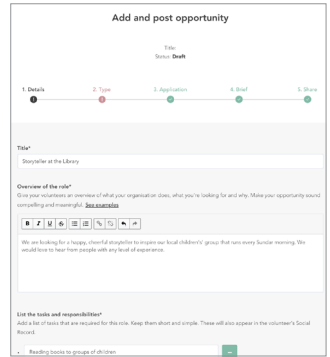 Add and post opportunity
Title:
Status: Draft
1. Details 2. Type 3. Application 4. Brief 5. Share
Title*
Storyteller at the Library
Overview of the role*
Give your volunteers an overview of what your organisation does, what you're looking for and why. Make your opportunity sound
compelling and meaningful. See examples
B I U S
We are looking for a happy, cheerful storyteller to inspire our local children's' group that runs every Sunday morning. We
would love to hear from people with any level of experience.
List the tasks and responsibilities*
Add a list of tasks that are required for this role. Keep them short and simple. These will also appear in the volunteer's Social
Record.
Reading books to groups of children